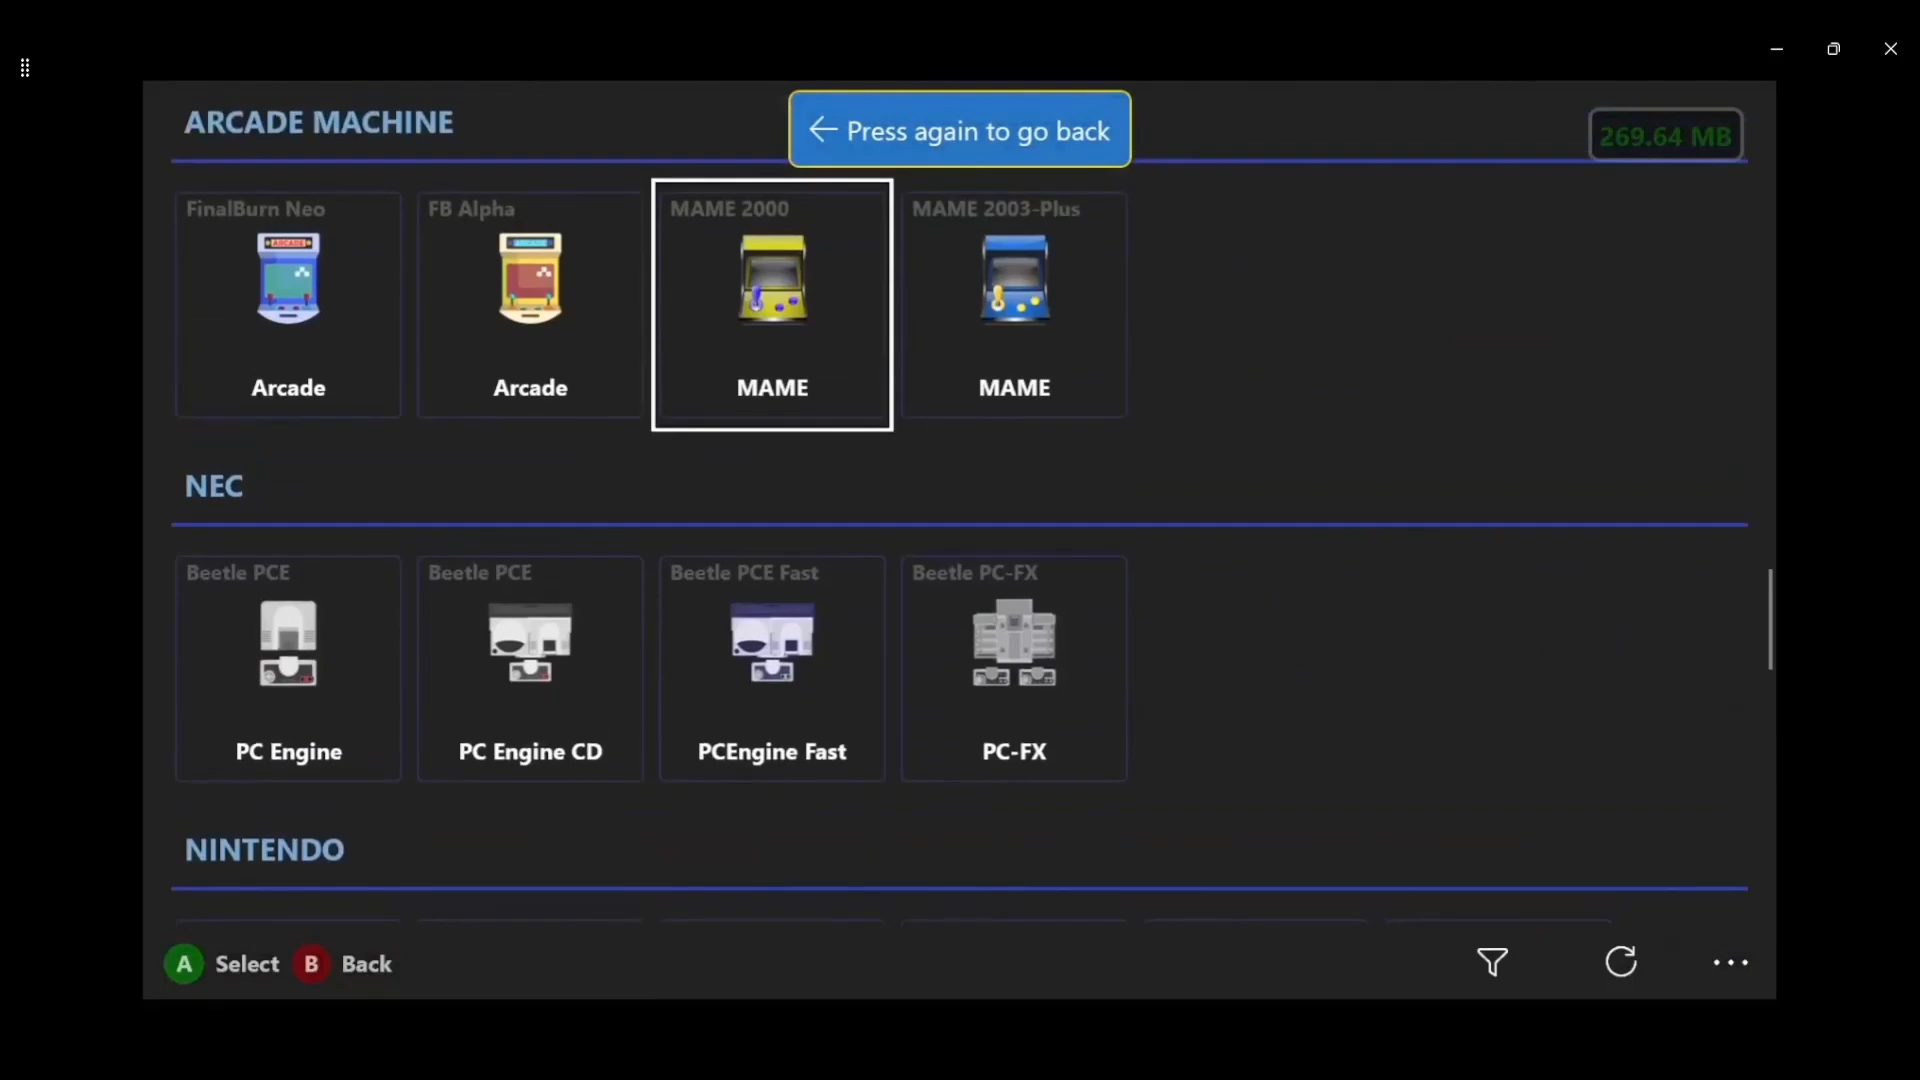 ARCADE MACHINE
← Press again to go back
269.64 MB
FinalBurn Neo
FB Alpha
MAME 2000
MAME 2003-Plus
ARCADE
Arcade
Arcade
MAME
MAME
NEC
Beetle PCE
Beetle PCE
Beetle PCE Fast
Beetle PC-FX
PC Engine
PC Engine CD
PCEngine Fast
PC-FX
NINTENDO
A Select B Back